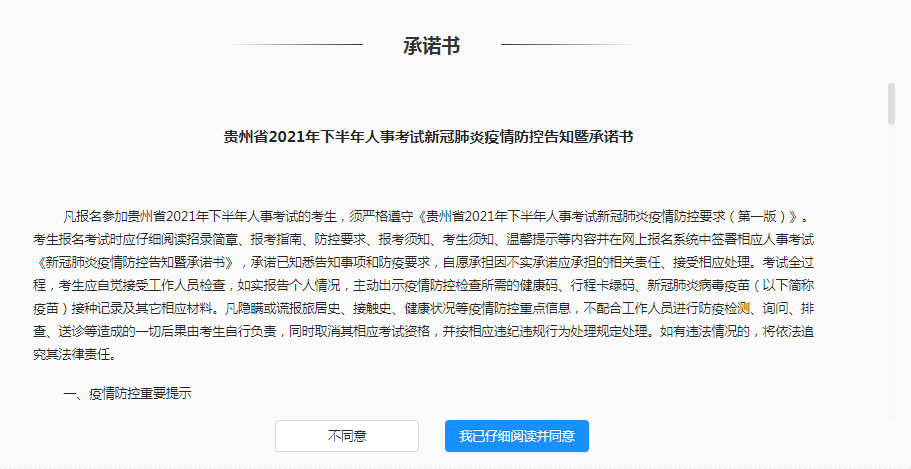 承诺书
贵州省2021年下半年人事考试新冠肺炎疫情防控告知暨承诺书
凡报名参加贵州省2021年下半年人事考试的考生，须严格遵守《贵州省2021年下半年人事考试新冠肺炎疫情防控要求（第一版）》。
考生报名考试时应仔细阅读招录简章、报考指南、防控要求、报考须知、考生须知、温馨提示等内容并在网上报名系统中签署相应人事考试
《新冠肺炎疫情防控告知暨承诺书》，承诺已知悉告知事项和防疫要求，自愿承担因不实承诺应承担的相关责任、接受相应处理。考试全过
程，考生应自觉接受工作人员检查，如实报告个人情况，主动出示疫情防控检查所需的健康码、行程卡绿码、新冠肺炎病毒疫苗（以下简称
疫苗）接种记录及其它相应材料。凡隐瞒或谎报旅居史、接触史、健康状况等疫情防控重点信息，不配合工作人员进行防疫检测、询问、排
查、送诊等造成的一切后果由考生自行负责，同时取消其相应考试资格，并按相应违纪违规行为处理规定处理。如有违法情况的，将依法追
究其法律责任。
一、疫情防控重要提示
不同意
我已仔细阅读并同意